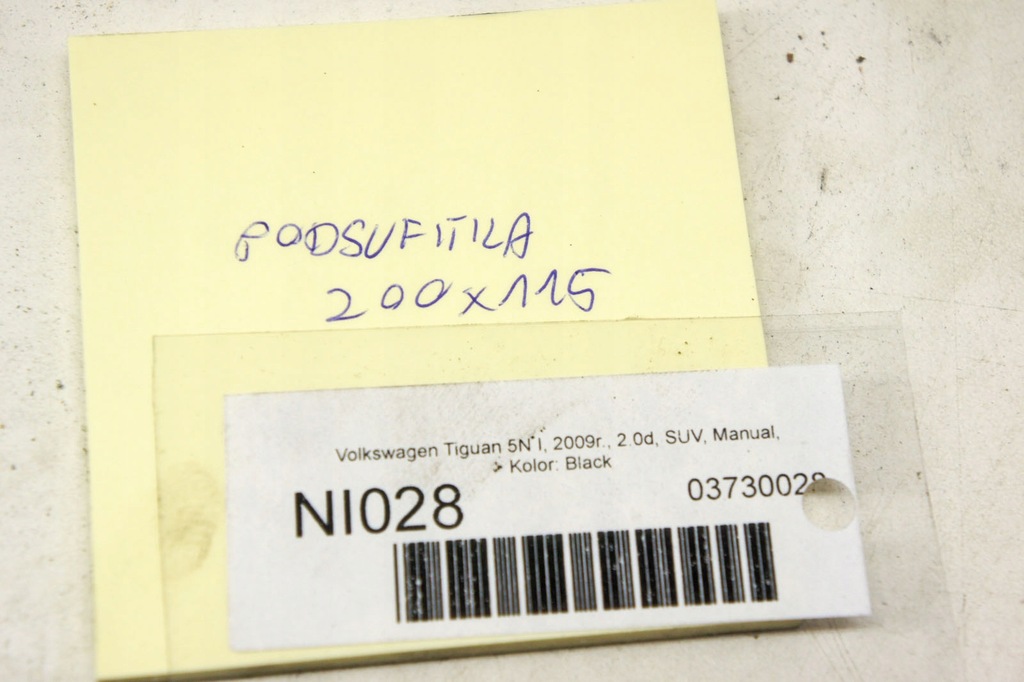 PODSUFITKA
200x115
Volkswagen Tiguan 5N I, 2009r., 2.0d, SUV, Manual,
> Kolor: Black
NI028
03730028